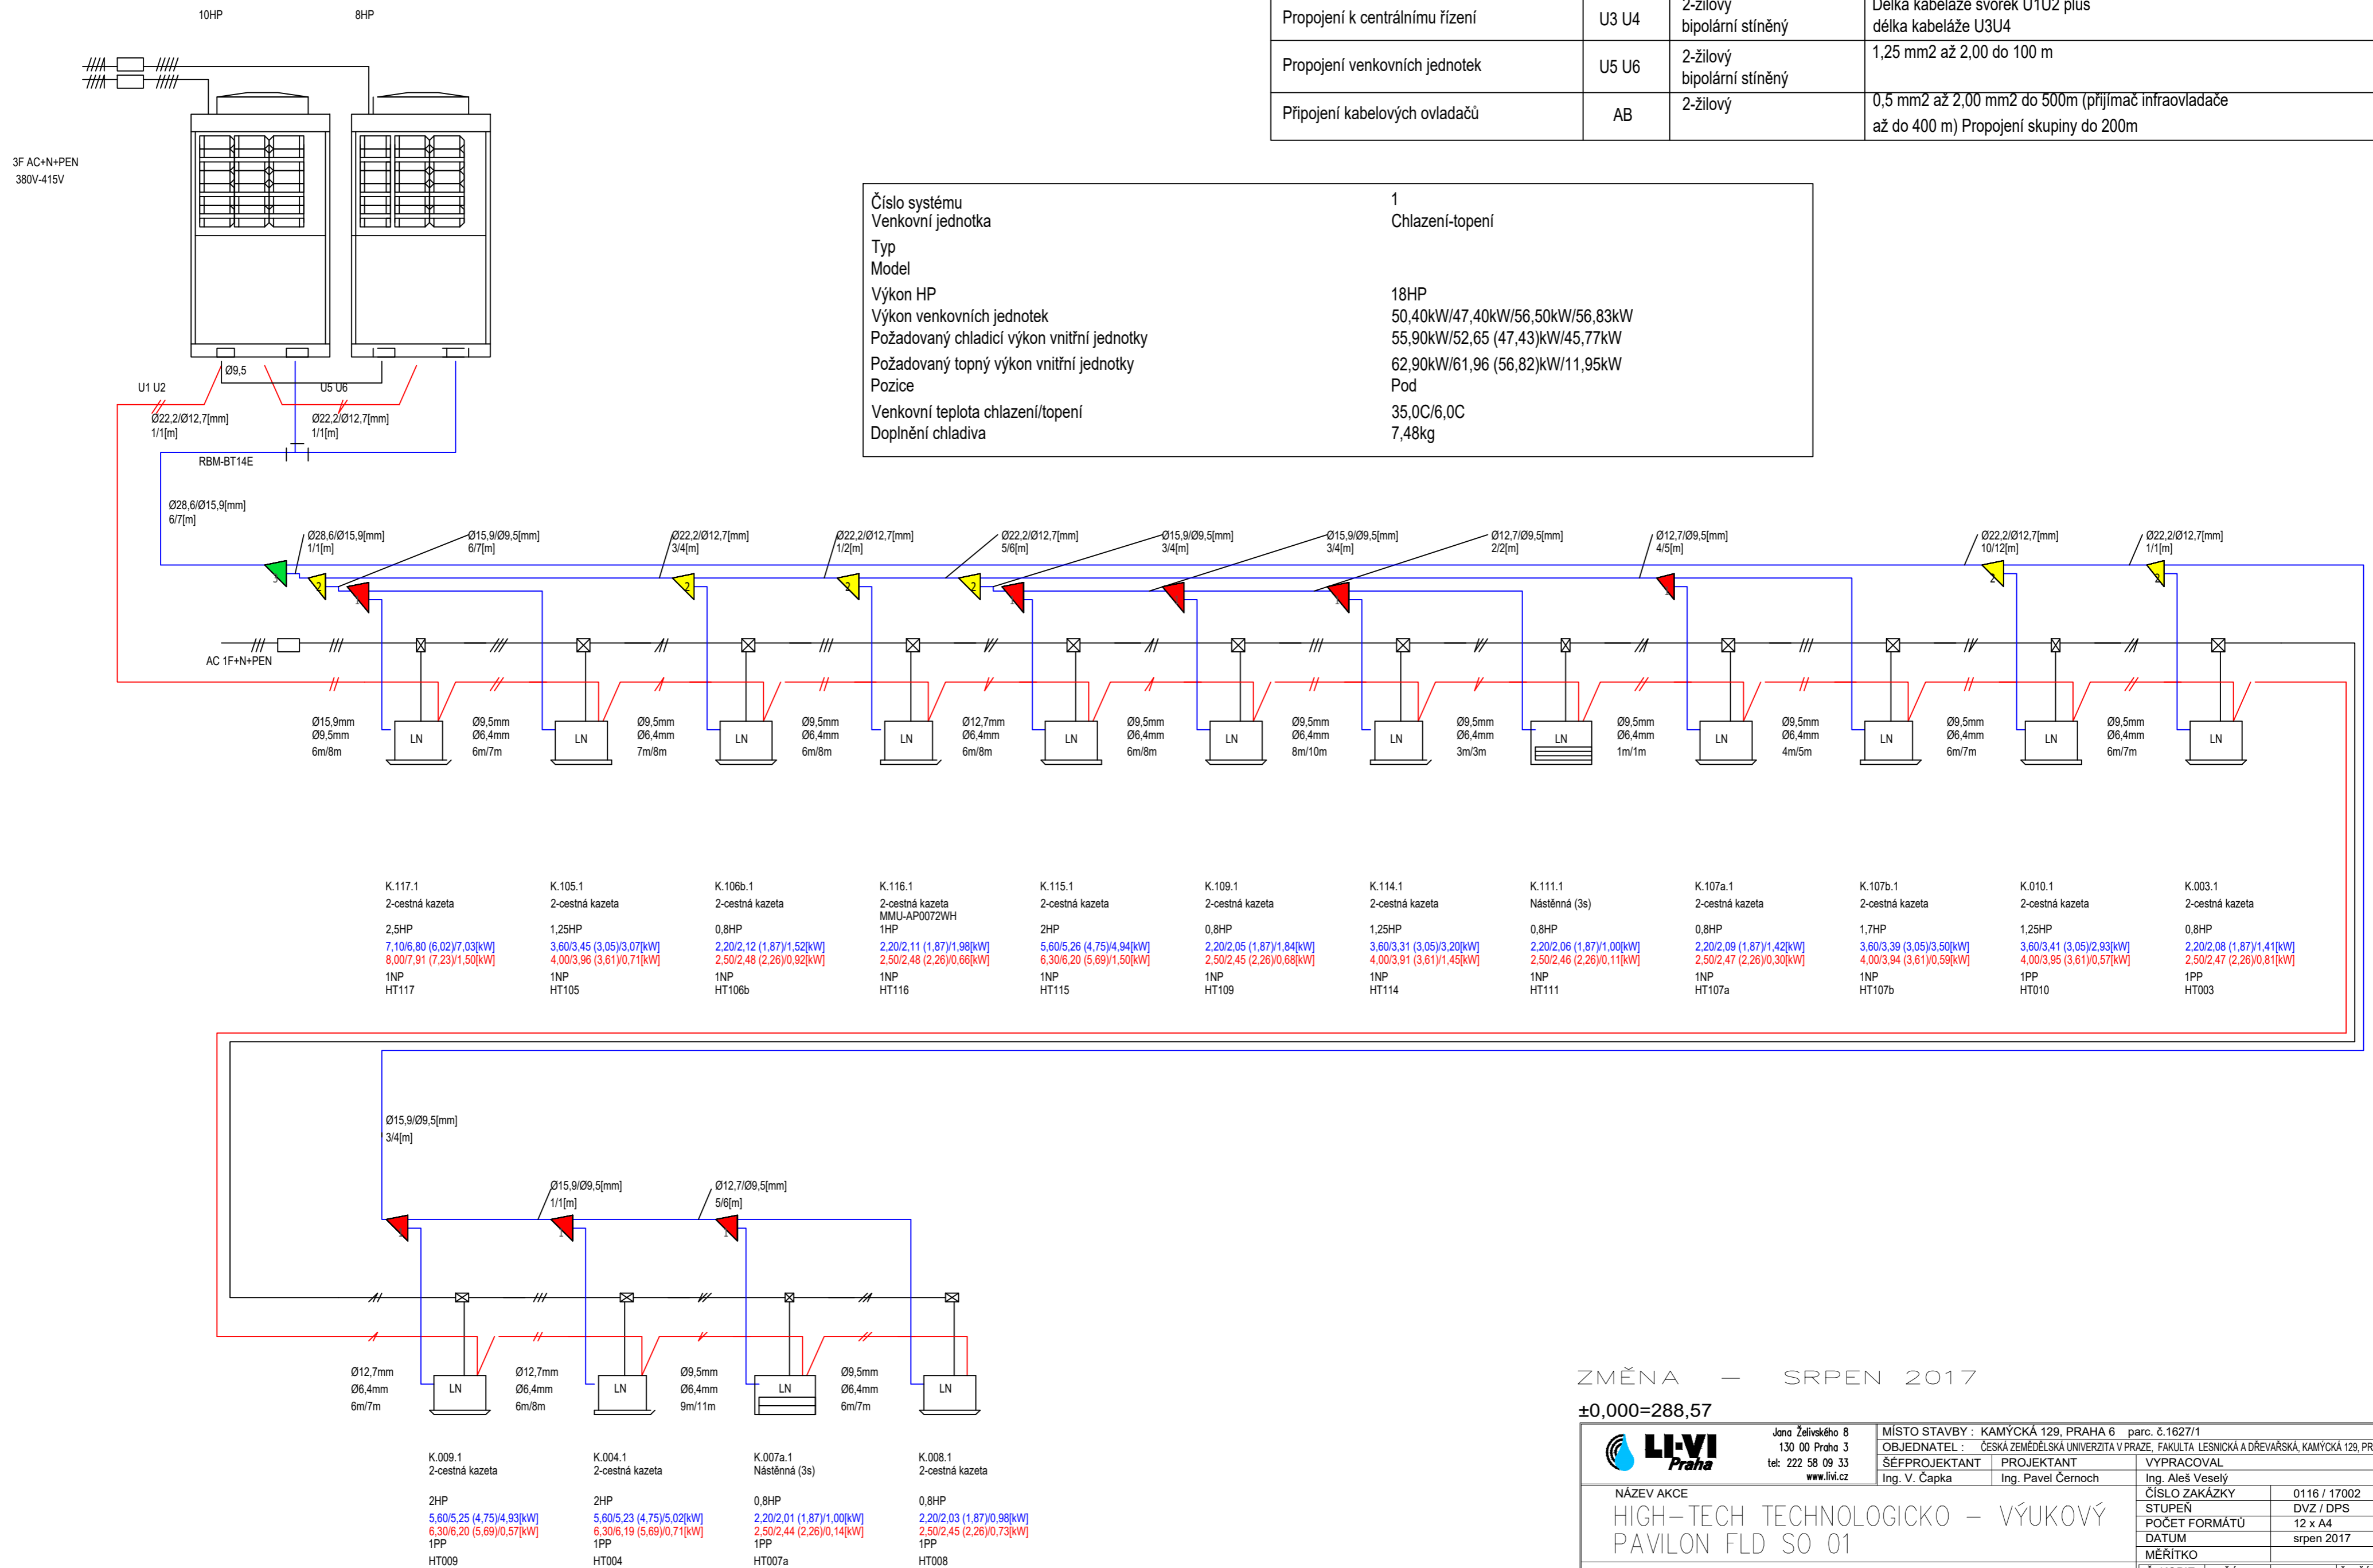 10HP
8HP
3F AC+N+PEN
380V-415V
Propojení k centrálnímu řízení
U3 U4
2-žilový
bipolární stíněný
Délka kabeláže svorek U1U2 plus
délka kabeláže U3U4
Propojení venkovních jednotek
U5 U6
2-žilový
bipolární stíněný
1,25 mm2 až 2,00 do 100 m
Připojení kabelových ovladačů
AB
2-žilový
0,5 mm2 až 2,00 mm2 do 500m (přijímač infraovladače
až do 400 m) Propojení skupiny do 200m
Číslo systému 1
Venkovní jednotka Chlazení-topení
Typ
Model
Výkon HP 18HP
Výkon venkovních jednotek 50,40kW/47,40kW/56,50kW/56,83kW
Požadovaný chladicí výkon vnitřní jednotky 55,90kW/52,65 (47,43)kW/45,77kW
Požadovaný topný výkon vnitřní jednotky 62,90kW/61,96 (56,82)kW/11,95kW
Pozice Pod
Venkovní teplota chlazení/topení 35,0C/6,0C
Doplnění chladiva 7,48kg
Ø9,5
U1 U2
U5 U6
Ø22,2/Ø12,7[mm]
1/1[m]
Ø22,2/Ø12,7[mm]
1/1[m]
RBM-BT14E
Ø28,6/Ø15,9[mm]
6/7[m]
Ø28,6/Ø15,9[mm]
1/1[m]
Ø15,9/Ø9,5[mm]
6/7[m]
Ø22,2/Ø12,7[mm]
3/4[m]
Ø22,2/Ø12,7[mm]
1/2[m]
Ø22,2/Ø12,7[mm]
5/6[m]
Ø15,9/Ø9,5[mm]
3/4[m]
Ø15,9/Ø9,5[mm]
3/4[m]
Ø12,7/Ø9,5[mm]
2/2[m]
Ø12,7/Ø9,5[mm]
4/5[m]
Ø22,2/Ø12,7[mm]
10/12[m]
Ø22,2/Ø12,7[mm]
1/1[m]
3
2
2
2
2
2
2
AC 1F+N+PEN
Ø15,9mm
Ø9,5mm
6m/8m
LN
Ø9,5mm
Ø6,4mm
6m/7m
LN
Ø9,5mm
Ø6,4mm
7m/8m
LN
Ø9,5mm
Ø6,4mm
6m/8m
LN
Ø12,7mm
Ø6,4mm
6m/8m
LN
Ø9,5mm
Ø6,4mm
6m/8m
LN
Ø9,5mm
Ø6,4mm
8m/10m
LN
Ø9,5mm
Ø6,4mm
3m/3m
LN
Ø9,5mm
Ø6,4mm
1m/1m
LN
Ø9,5mm
Ø6,4mm
4m/5m
LN
Ø9,5mm
Ø6,4mm
6m/7m
LN
Ø9,5mm
Ø6,4mm
6m/7m
LN
K.117.1
2-cestná kazeta
2,5HP
7,10/6,80 (6,02)/7,03[kW]
8,00/7,91 (7,23)/1,50[kW]
1NP
HT117
K.105.1
2-cestná kazeta
1,25HP
3,60/3,45 (3,05)/3,07[kW]
4,00/3,96 (3,61)/0,71[kW]
1NP
HT105
K.106b.1
2-cestná kazeta
0,8HP
2,20/2,12 (1,87)/1,52[kW]
2,50/2,48 (2,26)/0,92[kW]
1NP
HT106b
K.116.1
2-cestná kazeta
MMU-AP0072WH
1HP
2,20/2,11 (1,87)/1,98[kW]
2,50/2,48 (2,26)/0,66[kW]
1NP
HT116
K.115.1
2-cestná kazeta
2HP
5,60/5,26 (4,75)/4,94[kW]
6,30/6,20 (5,69)/1,50[kW]
1NP
HT115
K.109.1
2-cestná kazeta
0,8HP
2,20/2,05 (1,87)/1,84[kW]
2,50/2,45 (2,26)/0,68[kW]
1NP
HT109
K.114.1
2-cestná kazeta
1,25HP
3,60/3,31 (3,05)/3,20[kW]
4,00/3,91 (3,61)/1,45[kW]
1NP
HT114
K.111.1
Nástěnná (3s)
0,8HP
2,20/2,06 (1,87)/1,00[kW]
2,50/2,46 (2,26)/0,11[kW]
1NP
HT111
K.107a.1
2-cestná kazeta
0,8HP
2,20/2,09 (1,87)/1,42[kW]
2,50/2,47 (2,26)/0,30[kW]
1NP
HT107a
K.107b.1
2-cestná kazeta
1,7HP
3,60/3,39 (3,05)/3,50[kW]
4,00/3,94 (3,61)/0,59[kW]
1NP
HT107b
K.010.1
2-cestná kazeta
1,25HP
3,60/3,41 (3,05)/2,93[kW]
4,00/3,95 (3,61)/0,57[kW]
1PP
HT010
K.003.1
2-cestná kazeta
0,8HP
2,20/2,08 (1,87)/1,41[kW]
2,50/2,47 (2,26)/0,81[kW]
1PP
HT003
Ø15,9/Ø9,5[mm]
3/4[m]
Ø15,9/Ø9,5[mm]
1/1[m]
Ø12,7/Ø9,5[mm]
5/6[m]
Ø12,7mm
Ø6,4mm
6m/7m
LN
Ø12,7mm
Ø6,4mm
6m/8m
LN
Ø9,5mm
Ø6,4mm
9m/11m
LN
Ø9,5mm
Ø6,4mm
6m/7m
LN
K.009.1
2-cestná kazeta
2HP
5,60/5,25 (4,75)/4,93[kW]
6,30/6,20 (5,69)/0,57[kW]
1PP
HT009
K.004.1
2-cestná kazeta
2HP
5,60/5,23 (4,75)/5,02[kW]
6,30/6,19 (5,69)/0,71[kW]
1PP
HT004
K.007a.1
Nástěnná (3s)
0,8HP
2,20/2,01 (1,87)/1,00[kW]
2,50/2,44 (2,26)/0,14[kW]
1PP
HT007a
K.008.1
2-cestná kazeta
0,8HP
2,20/2,03 (1,87)/0,98[kW]
2,50/2,45 (2,26)/0,73[kW]
1PP
HT008
ZMĚNA — SRPEN 2017
±0,000=288,57
LI-VI
Praha
Jana Želivského 8
130 00 Praha 3
tel: 222 58 09 33
www.livi.cz
MÍSTO STAVBY : KAMÝCKÁ 129, PRAHA 6 parc. č.1627/1
OBJEDNATEL : ČESKÁ ZEMĚDĚLSKÁ UNIVERZITA V PRAZE, FAKULTA LESNICKÁ A DŘEVAŘSKÁ, KAMÝCKÁ 129, PR
ŠÉFPROJEKTANT PROJEKTANT VYPRACOVAL
Ing. V. Čapka Ing. Pavel Černoch Ing. Aleš Veselý
NÁZEV AKCE
HIGH-TECH TECHNOLOGICKO - VÝUKOVÝ
PAVILON FLD SO 01
ČÍSLO ZAKÁZKY 0116 / 17002
STUPEŇ DVZ / DPS
POČET FORMÁTŮ 12 x A4
DATUM srpen 2017
MĚŘÍTKO